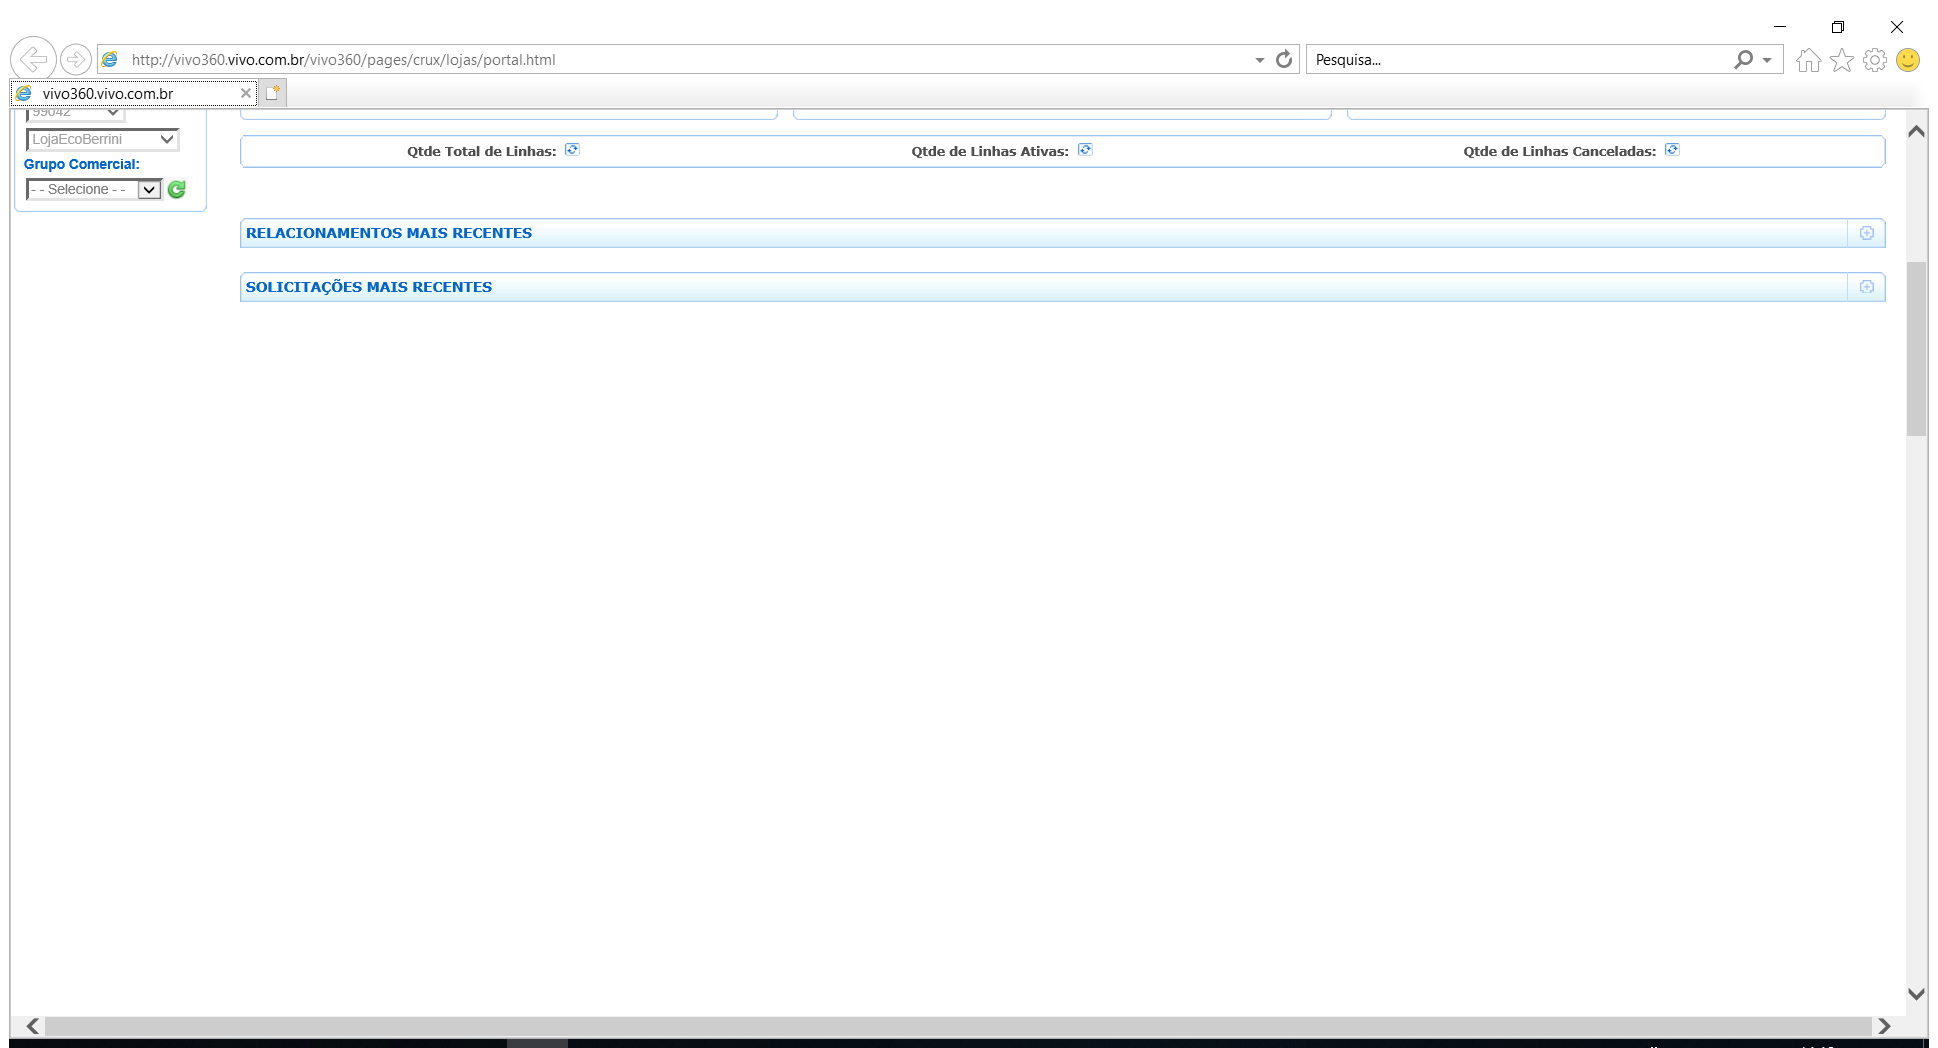 http://vivo360.vivo.com.br/vivo360/pages/crux/lojas/portal.html
Pesquisa...
vivo360.vivo.com.br
99042
LojaEcoBerrini
Grupo Comercial:
- - Selecione - -
Qtde Total de Linhas:
Qtde de Linhas Ativas:
Qtde de Linhas Canceladas:
RELACIONAMENTOS MAIS RECENTES
SOLICITAÇÕES MAIS RECENTES